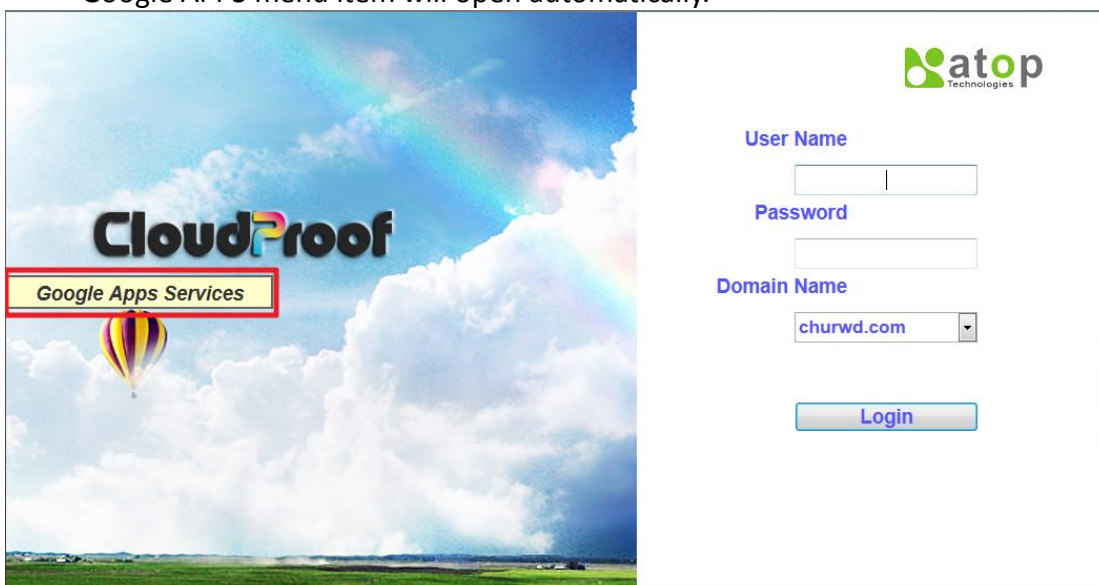 Google APPS menu item will open automatically.
atop
Technologies
User Name
Password
CloudProof
Domain Name
Google Apps Services
churwd.com
Login